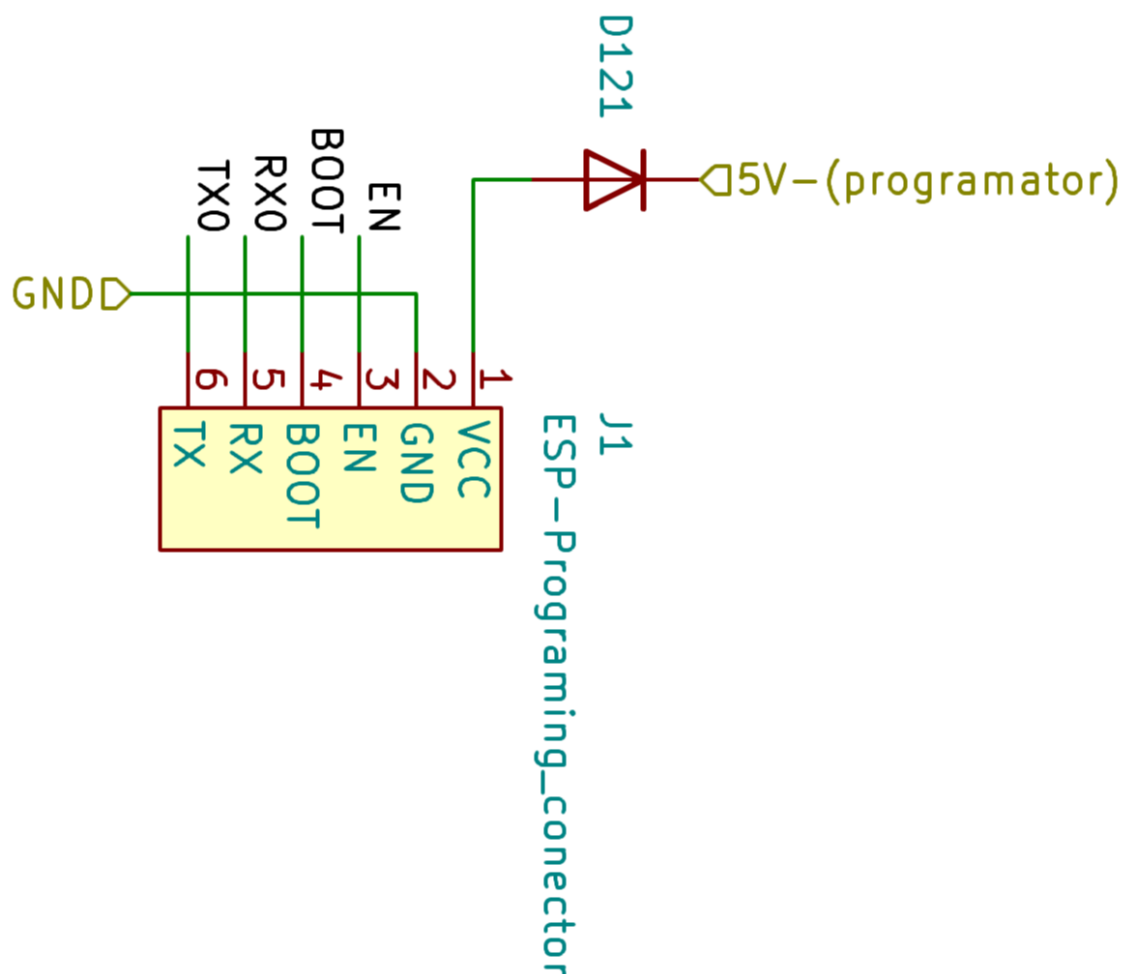 D121
5V-(programator)
TX0
RX0
BOOT
EN
GND
6
5
4
3
2
1
TX
RX
BOOT
EN
GND
VCC
J1
ESP-Programing_conector